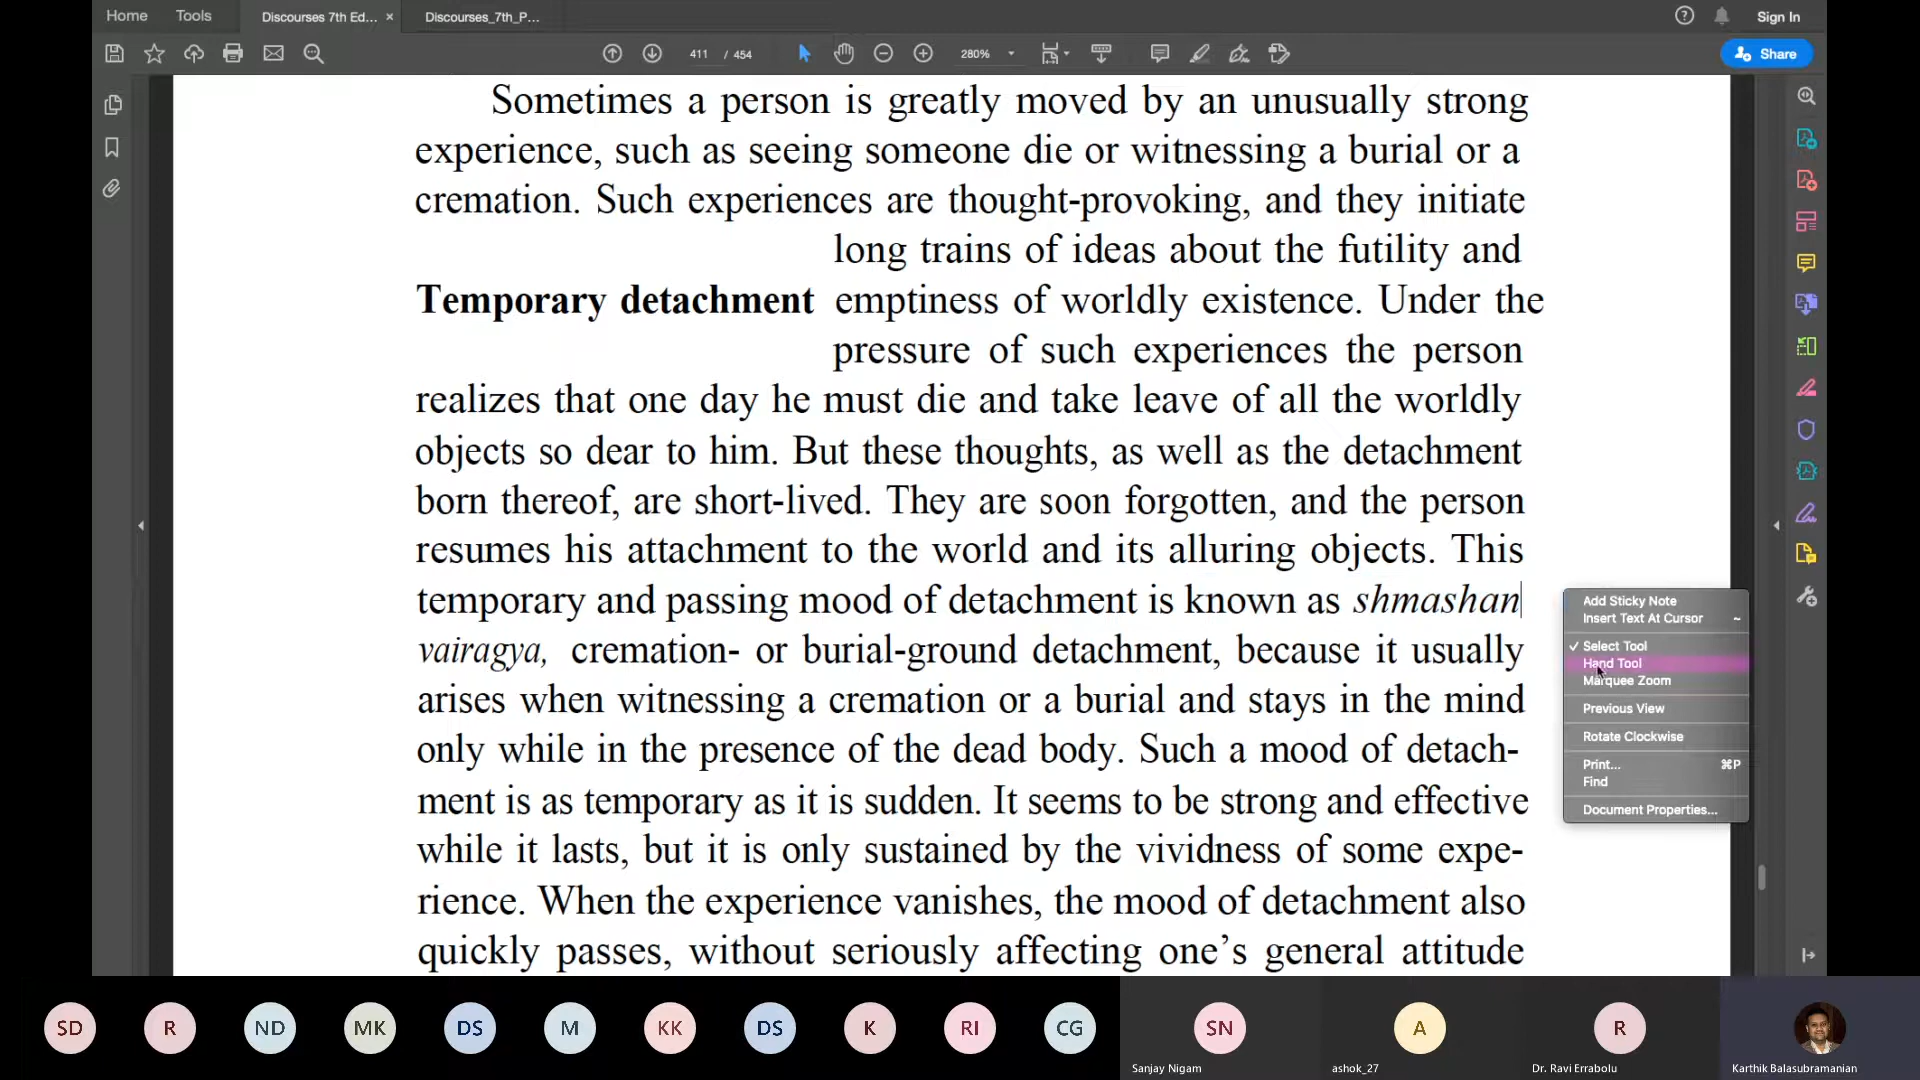 Home Tools Discourses 7th Ed... × Discourses_7th_P... Sign In
411 / 454 280% Share
Sometimes a person is greatly moved by an unusually strong
experience, such as seeing someone die or witnessing a burial or a
cremation. Such experiences are thought-provoking, and they initiate
long trains of ideas about the futility and
Temporary detachment emptiness of worldly existence. Under the
pressure of such experiences the person
realizes that one day he must die and take leave of all the worldly
objects so dear to him. But these thoughts, as well as the detachment
born thereof, are short-lived. They are soon forgotten, and the person
resumes his attachment to the world and its alluring objects. This
temporary and passing mood of detachment is known as shmashan
vairagya, cremation- or burial-ground detachment, because it usually
arises when witnessing a cremation or a burial and stays in the mind
only while in the presence of the dead body. Such a mood of detach-
ment is as temporary as it is sudden. It seems to be strong and effective
while it lasts, but it is only sustained by the vividness of some expe-
rience. When the experience vanishes, the mood of detachment also
quickly passes, without seriously affecting one's general attitude
Add Sticky Note
Insert Text At Cursor ~
✓ Select Tool
Hand Tool
Marquee Zoom
Previous View
Rotate Clockwise
Print... ⌘P
Find
Document Properties...
SD R ND MK DS M KK DS K RI CG SN A R
Sanjay Nigam ashok_27 Dr. Ravi Errabolu Karthik Balasubramanian